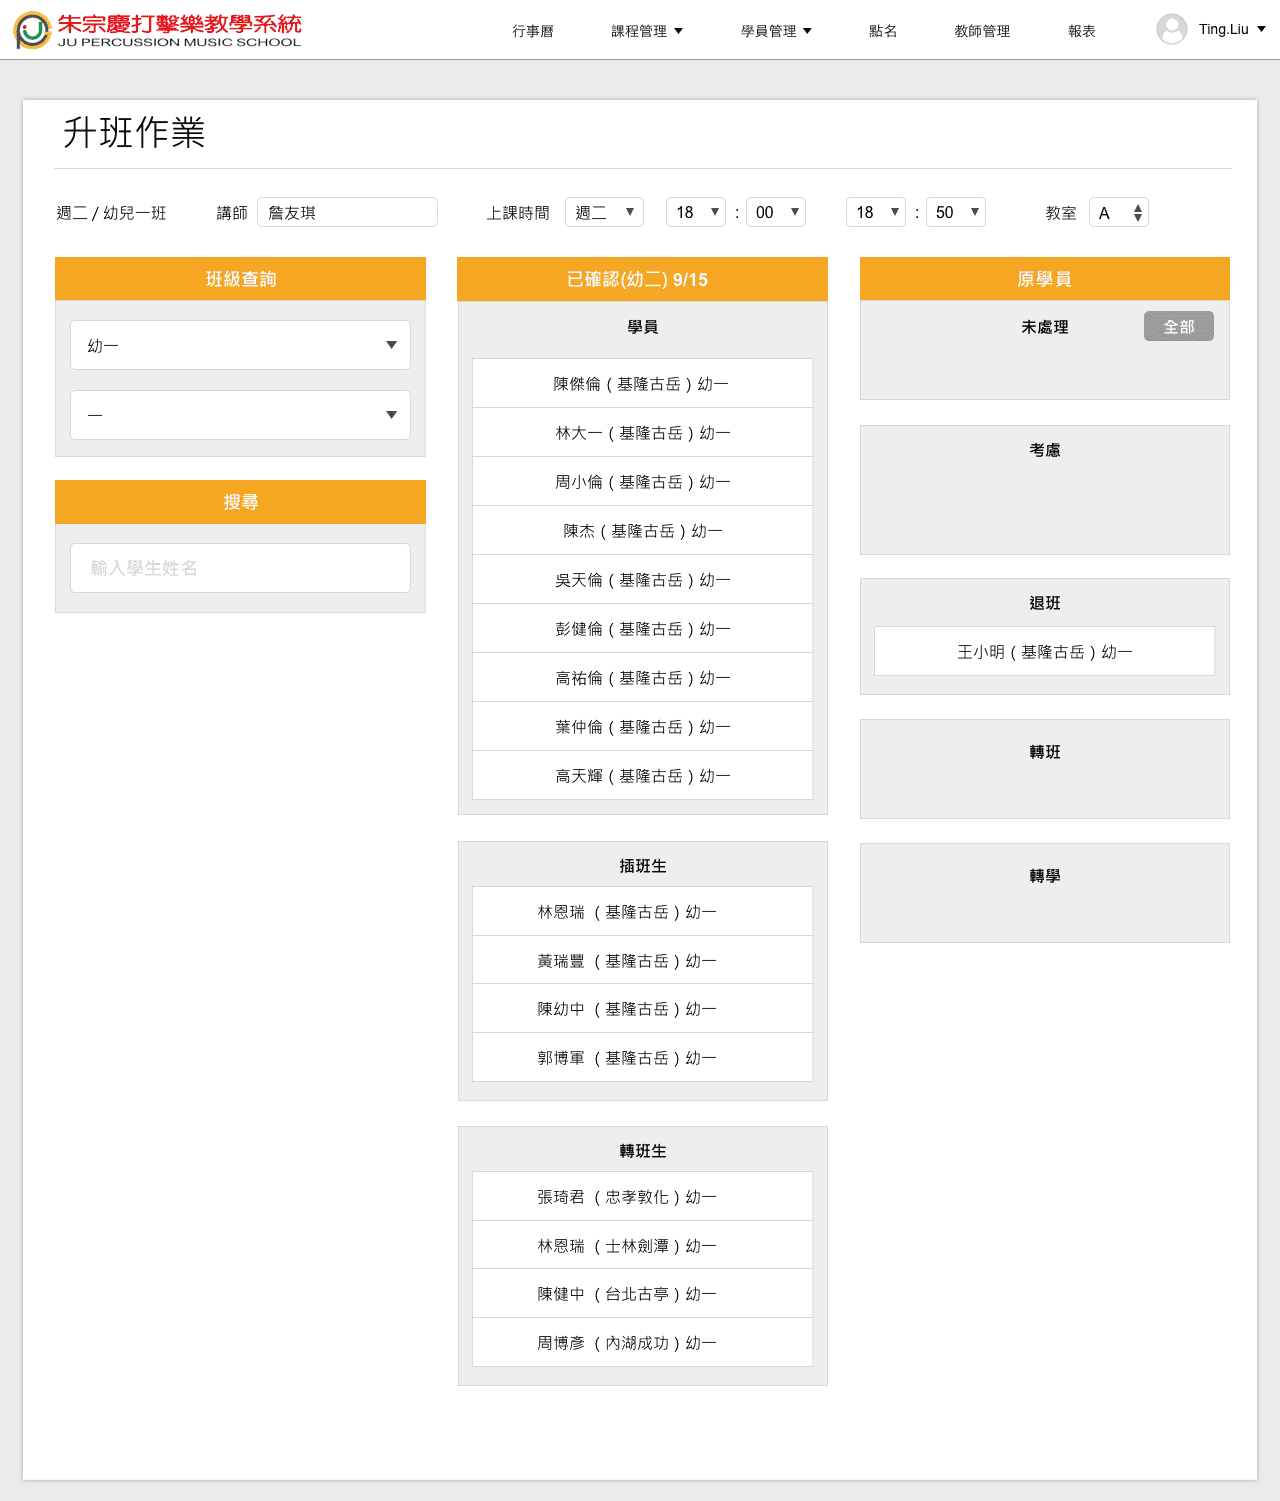 朱宗慶打擊樂教學系統
JU PERCUSSION MUSIC SCHOOL
行事曆 課程管理 學員管理 點名 教師管理 報表 Ting.Liu
升班作業
週二 / 幼兒一班 講師 詹友琪 上課時間 週二 18 : 00 18 : 50 教室 A
班級查詢
幼一
一
搜尋
輸入學生姓名
已確認(幼二) 9/15
學員
陳傑倫 ( 基隆古岳 ) 幼一
林大一 ( 基隆古岳 ) 幼一
周小倫 ( 基隆古岳 ) 幼一
陳杰 ( 基隆古岳 ) 幼一
吳天倫 ( 基隆古岳 ) 幼一
彭健倫 ( 基隆古岳 ) 幼一
高祐倫 ( 基隆古岳 ) 幼一
葉仲倫 ( 基隆古岳 ) 幼一
高天輝 ( 基隆古岳 ) 幼一
插班生
林恩瑞 ( 基隆古岳 ) 幼一
黃瑞豐 ( 基隆古岳 ) 幼一
陳幼中 ( 基隆古岳 ) 幼一
郭博軍 ( 基隆古岳 ) 幼一
轉班生
張琦君 ( 忠孝敦化 ) 幼一
林恩瑞 ( 士林劍潭 ) 幼一
陳健中 ( 台北古亭 ) 幼一
周博彥 ( 內湖成功 ) 幼一
原學員
未處理 全部
考慮
退班
王小明 ( 基隆古岳 ) 幼一
轉班
轉學